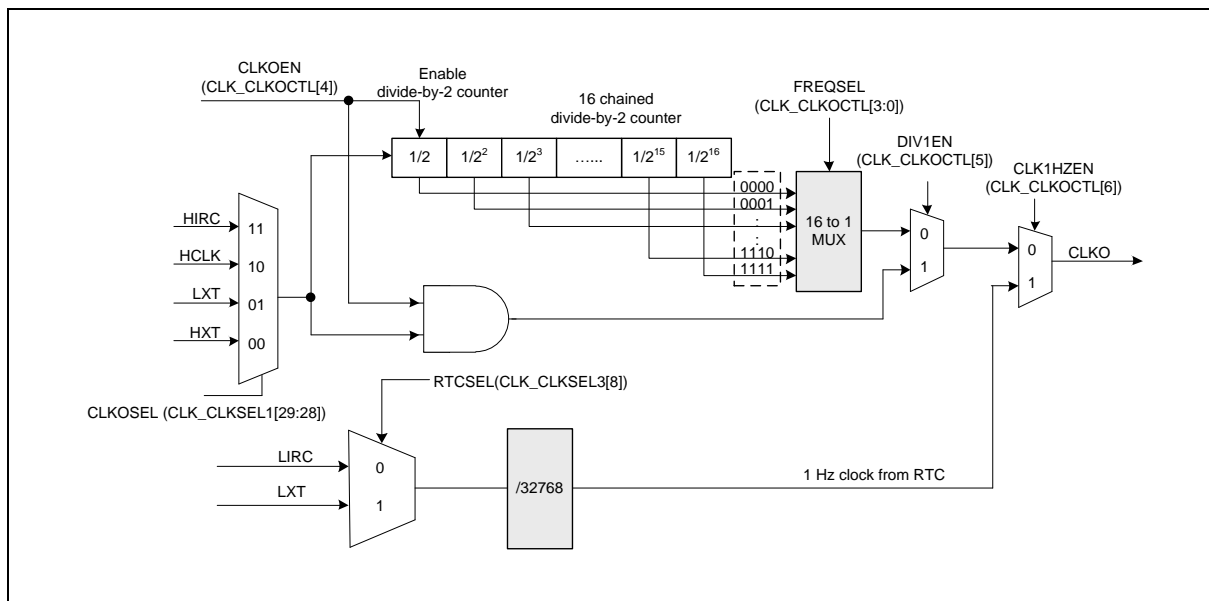 CLKOEN
(CLK_CLKOCTL[4])
Enable
divide-by-2 counter
16 chained
divide-by-2 counter
FREQSEL
(CLK_CLKOCTL[3:0])
DIV1EN
(CLK_CLKOCTL[5])
CLK1HZEN
(CLK_CLKOCTL[6])
1/2 1/2² 1/2³ …... 1/2¹⁵ 1/2¹⁶
0000
0001
:
:
1110
1111
16 to 1
MUX
0
1
0
1
CLKO
HIRC 11
HCLK 10
LXT 01
HXT 00
CLKOSEL (CLK_CLKSEL1[29:28])
RTCSEL(CLK_CLKSEL3[8])
LIRC 0
LXT 1
/32768
1 Hz clock from RTC